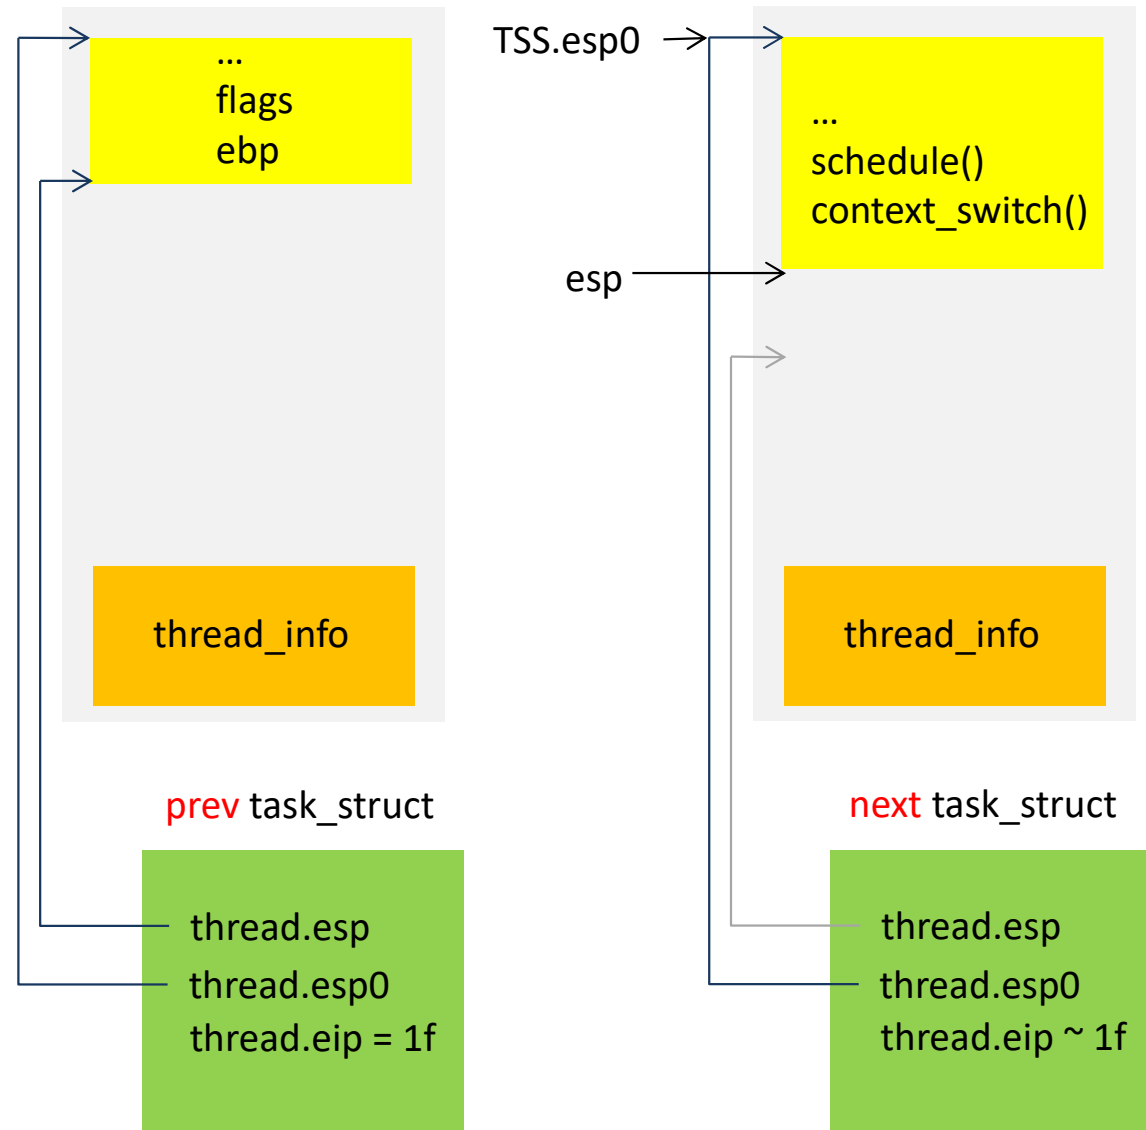 …
flags
ebp
thread_info
prev task_struct
thread.esp
thread.esp0
thread.eip = 1f
TSS.esp0
…
schedule()
context_switch()
esp
thread_info
next task_struct
thread.esp
thread.esp0
thread.eip ~ 1f